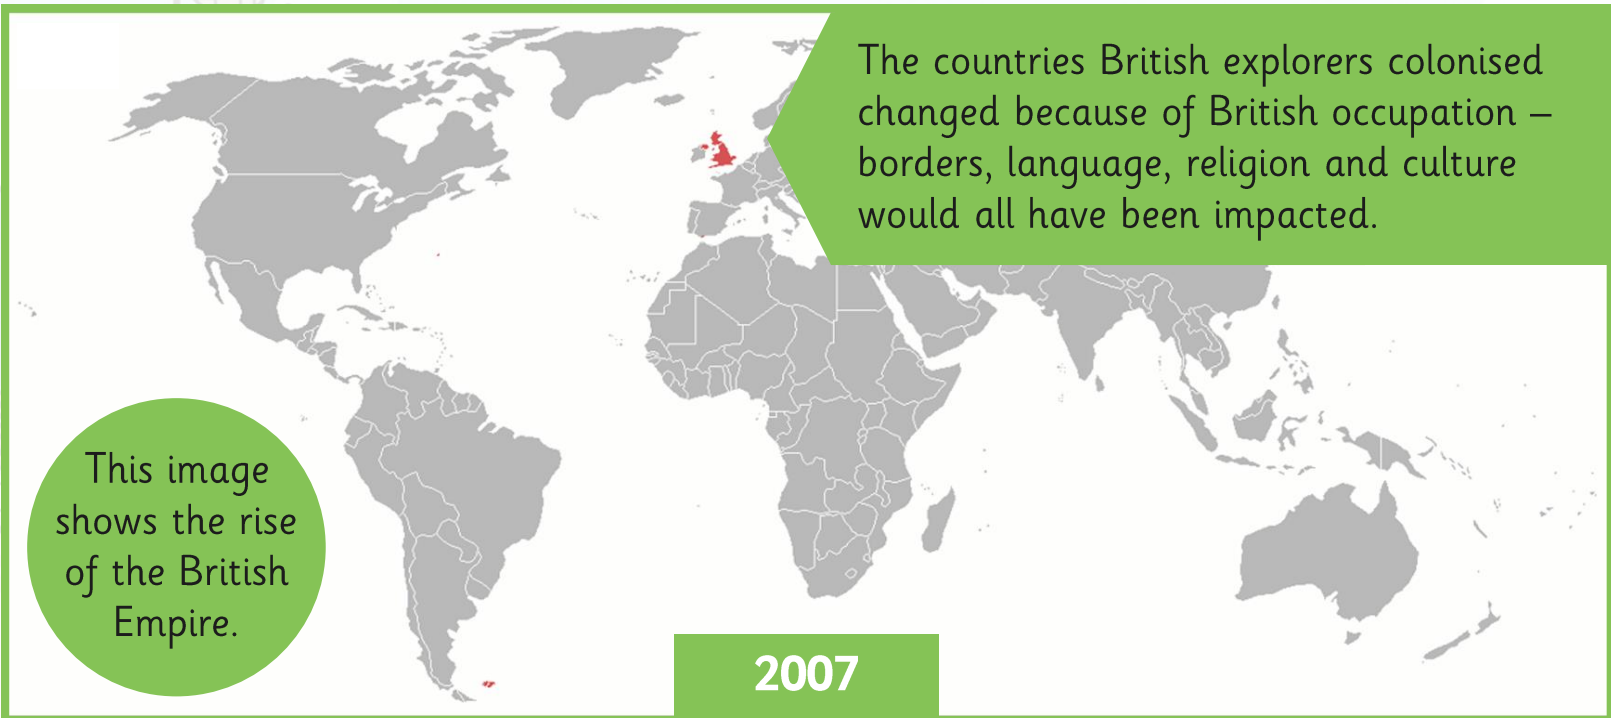 The countries British explorers colonised
changed because of British occupation –
borders, language, religion and culture
would all have been impacted.
This image
shows the rise
of the British
Empire.
2007